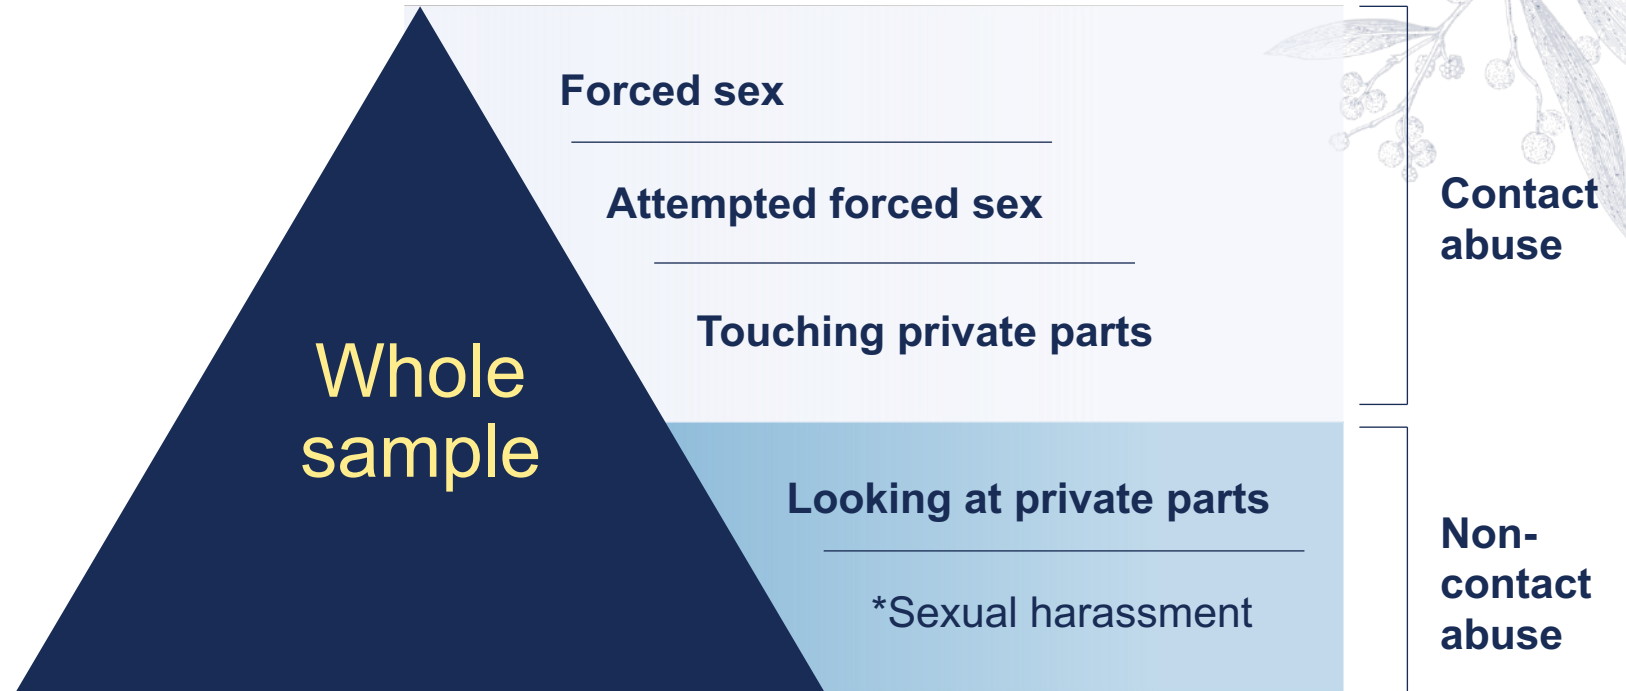 Forced sex
Attempted forced sex
Touching private parts
Contact
abuse
Whole
sample
Looking at private parts
*Sexual harassment
Non-
contact
abuse